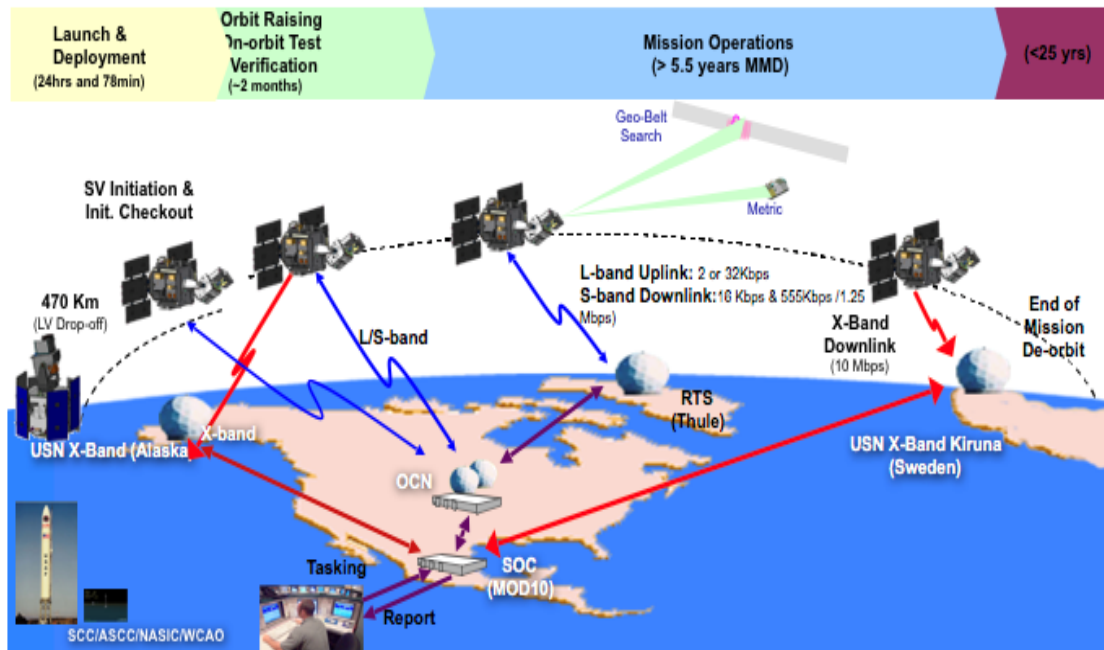 Launch &
Deployment
(24hrs and 78min)
Orbit Raising
On-orbit Test
Verification
(~2 months)
Mission Operations
(> 5.5 years MMD)
(<25 yrs)
Geo-Belt
Search
Metric
SV Initiation &
Init. Checkout
470 Km
(LV Drop-off)
L/S-band
L-band Uplink: 2 or 32Kbps
S-band Downlink:16 Kbps & 555Kbps /1.25
Mbps)
X-Band
Downlink
(10 Mbps)
End of
Mission
De-orbit
RTS
(Thule)
X-band
USN X-Band (Alaska)
USN X-Band Kiruna
(Sweden)
OCN
SOC
(MOD10)
Tasking
Report
SCC/ASCC/NASIC/WCAO